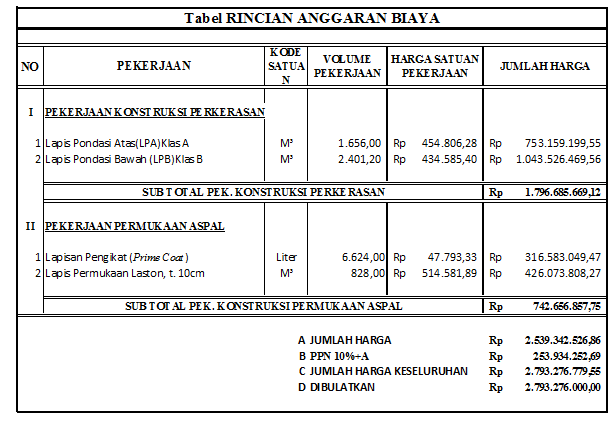 Tabel RINCIAN ANGGARAN BIAYA
NO PEKERJAAN KODE SATUAN VOLUME PEKERJAAN HARGA SATUAN PEKERJAAN JUMLAH HARGA
I PEKERJAAN KONSTRUKSI PERKERASAN
1 Lapis Pondasi Atas(LPA)Klas A M³ 1.656,00 Rp 454.806,28 Rp 753.159.199,55
2 Lapis Pondasi Bawah (LPB)Klas B M³ 2.401,20 Rp 434.585,40 Rp 1.043.526.469,56
SUB TOTAL PEK. KONSTRUKSI PERKERASAN Rp 1.796.685.669,12
II PEKERJAAN PERMUKAAN ASPAL
1 Lapisan Pengikat (Prime Coat) Liter 6.624,00 Rp 47.793,33 Rp 316.583.049,47
2 Lapis Permukaan Laston, t. 10cm M³ 828,00 Rp 514.581,89 Rp 426.073.808,27
SUB TOTAL PEK. KONSTRUKSI PERMUKAAN ASPAL Rp 742.656.857,75
A JUMLAH HARGA Rp 2.539.342.526,86
B PPN 10%+A Rp 253.934.252,69
C JUMLAH HARGA KESELURUHAN Rp 2.793.276.779,55
D DIBULATKAN Rp 2.793.276.000,00